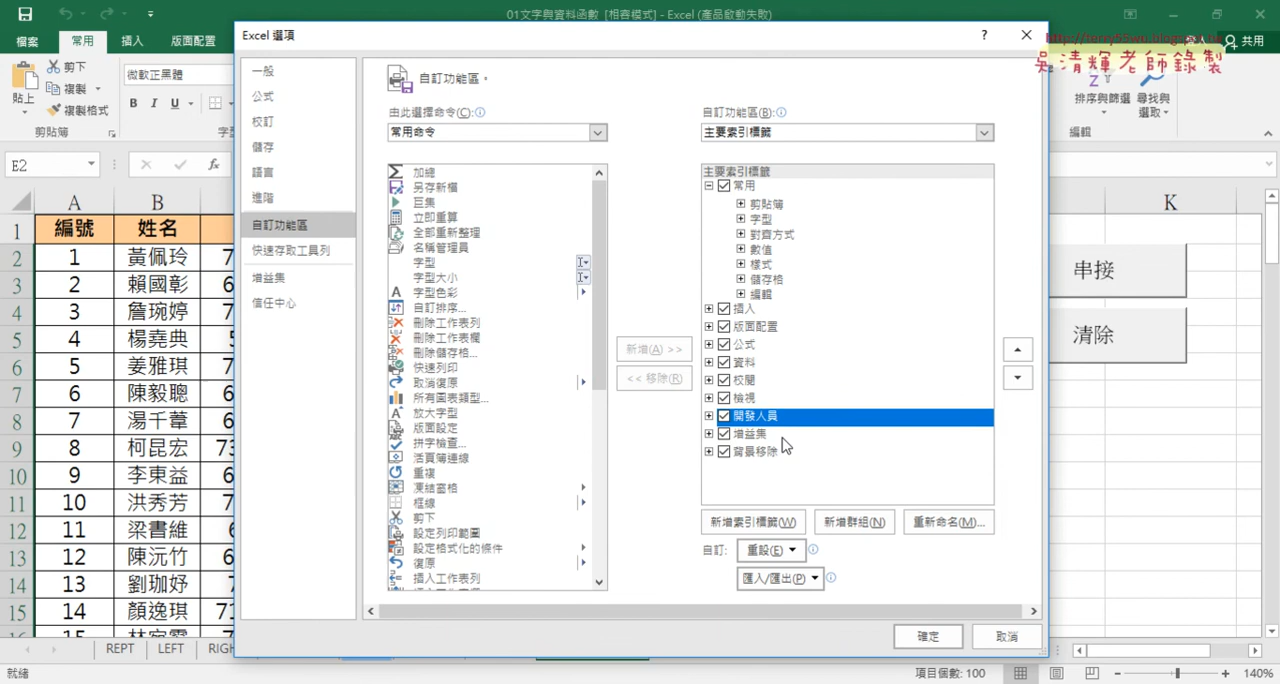 01文字與資料函數 [相容模式] - Excel (產品啟動失敗)
檔案 常用 插入 版面配置
共用
http://terry55wu.blogspot.tw
吳清輝老師錄製
貼上
剪下
複製
複製格式
剪貼簿
微軟正黑體
B I U
排序與篩選 尋找與
選取
編輯
E2
fx
A B K
1 編號 姓名
2 1 黃佩玲 7
3 2 賴國彰 6
4 3 詹琬婷 7
5 4 楊堯典 5
6 5 姜雅琪 7
7 6 陳毅聰 6
8 7 湯千葦 6
9 8 柯昆宏 73
10 9 李東益 6
11 10 洪秀芳 7
12 11 梁書維 6
13 12 陳沅竹 6
14 13 劉珈妤 7
15 14 顏逸琪 71
串接
清除
REPT LEFT RIGH
就緒
項目個數: 100
140%
Excel 選項
?
一般
公式
校訂
儲存
語言
進階
自訂功能區
快速存取工具列
增益集
信任中心
自訂功能區。
由此選擇命令(C):
常用命令
加總
另存新檔
巨集
立即重算
全部重新整理
名稱管理員
字型
字型大小
字型色彩
自訂排序...
刪除工作表列
刪除工作表欄
刪除儲存格...
快速列印
取消復原
所有圖表類型...
放大字型
版面設定
拼字檢查...
活頁簿連線
重複
凍結窗格
框線
剪下
設定列印範圍
設定格式化的條件
復原
插入工作表列
新增(A) >>
<< 移除(R)
自訂功能區(B):
主要索引標籤
主要索引標籤
常用
剪貼簿
字型
對齊方式
數值
樣式
儲存格
編輯
插入
版面配置
公式
資料
校閱
檢視
開發人員
增益集
背景移除
新增索引標籤(W)
新增群組(N)
重新命名(M)...
自訂:
重設(E)
匯入/匯出(P)
確定
取消